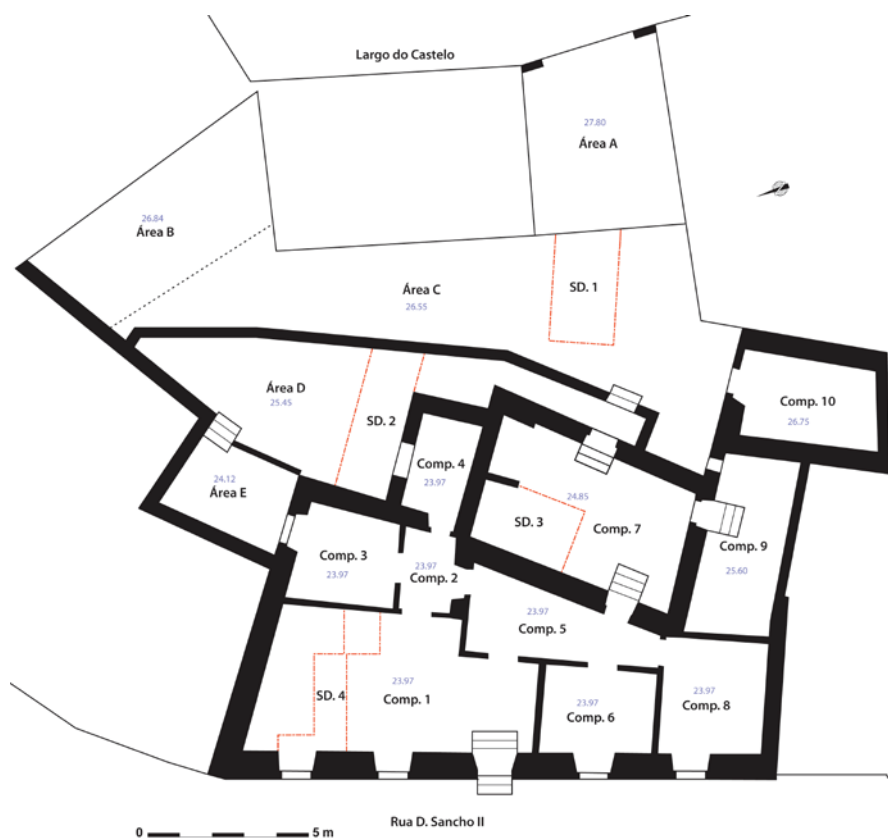 Largo do Castelo
27.80
Área A
26.84
Área B
SD. 1
Área C
26.55
Área D
25.45
SD. 2
Comp. 10
26.75
Comp. 4
23.97
24.12
Área E
24.85
SD. 3
Comp. 7
Comp. 9
25.60
Comp. 3
23.97
23.97
Comp. 2
23.97
Comp. 5
23.97
Comp. 1
SD. 4
23.97
Comp. 6
23.97
Comp. 8
Rua D. Sancho II
0 5 m